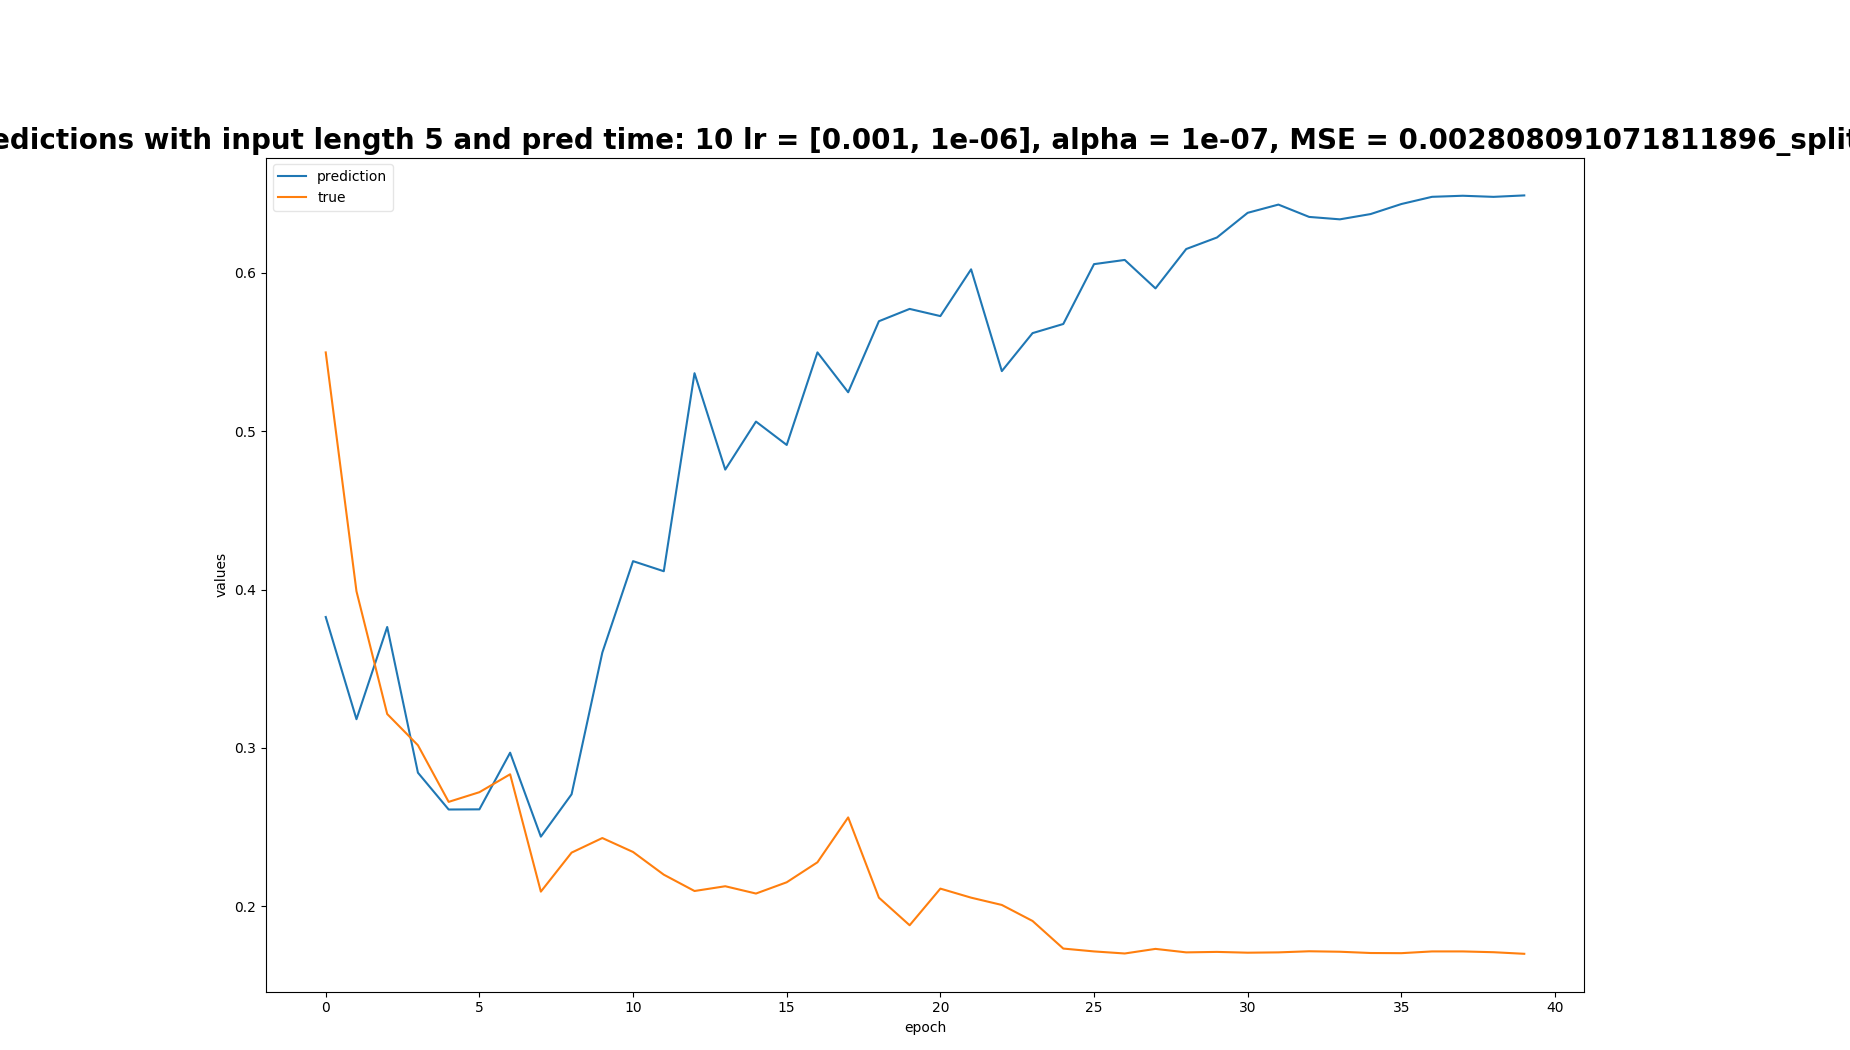 edictions with input length 5 and pred time: 10 lr = [0.001, 1e-06], alpha = 1e-07, MSE = 0.002808091071811896_split
prediction
true
0.6
0.5
0.4
0.3
0.2
values
0 5 10 15 20 25 30 35 40
epoch